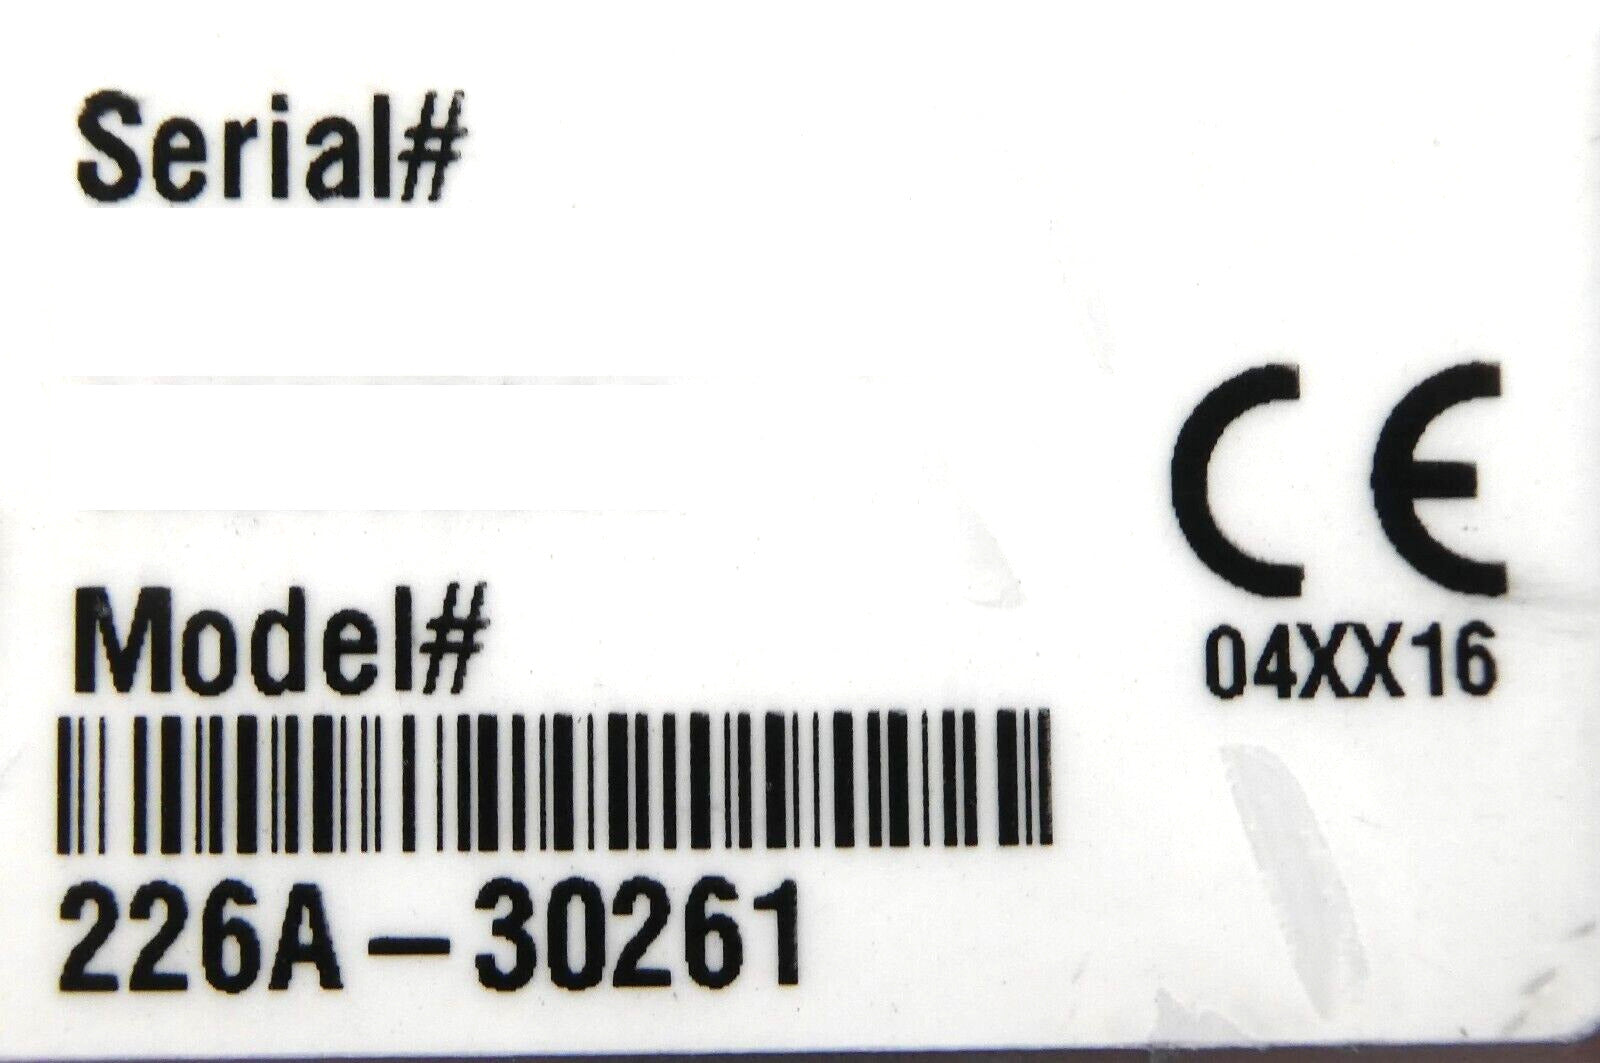 Serial#
CE
04XX16
Model#
226A-30261